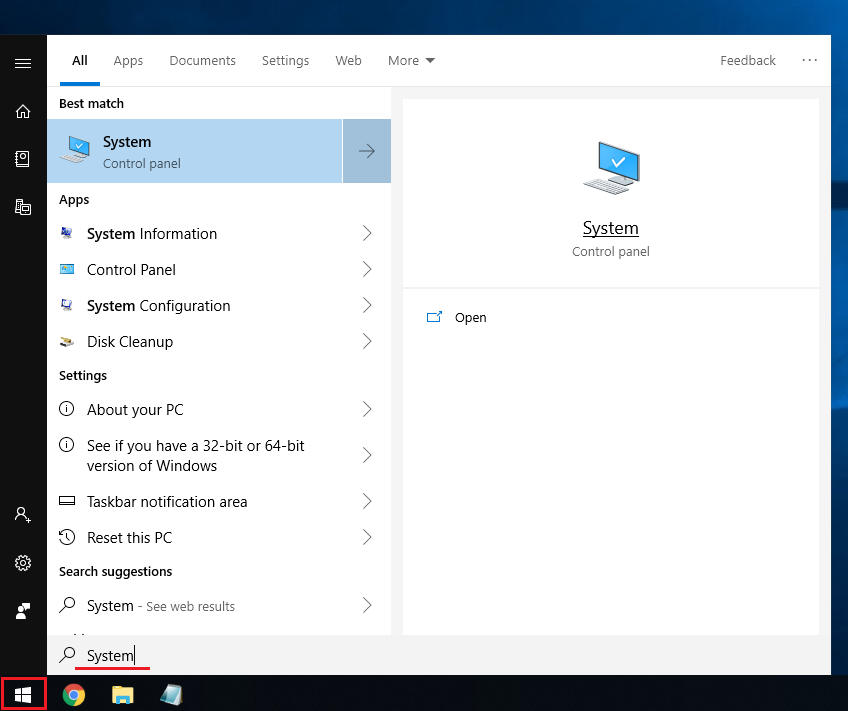 All Apps Documents Settings Web More Feedback ...
Best match
System
Control panel
Apps
System Information
Control Panel
System Configuration
Disk Cleanup
Settings
About your PC
See if you have a 32-bit or 64-bit
version of Windows
Taskbar notification area
Reset this PC
Search suggestions
System - See web results
System
System
Control panel
Open